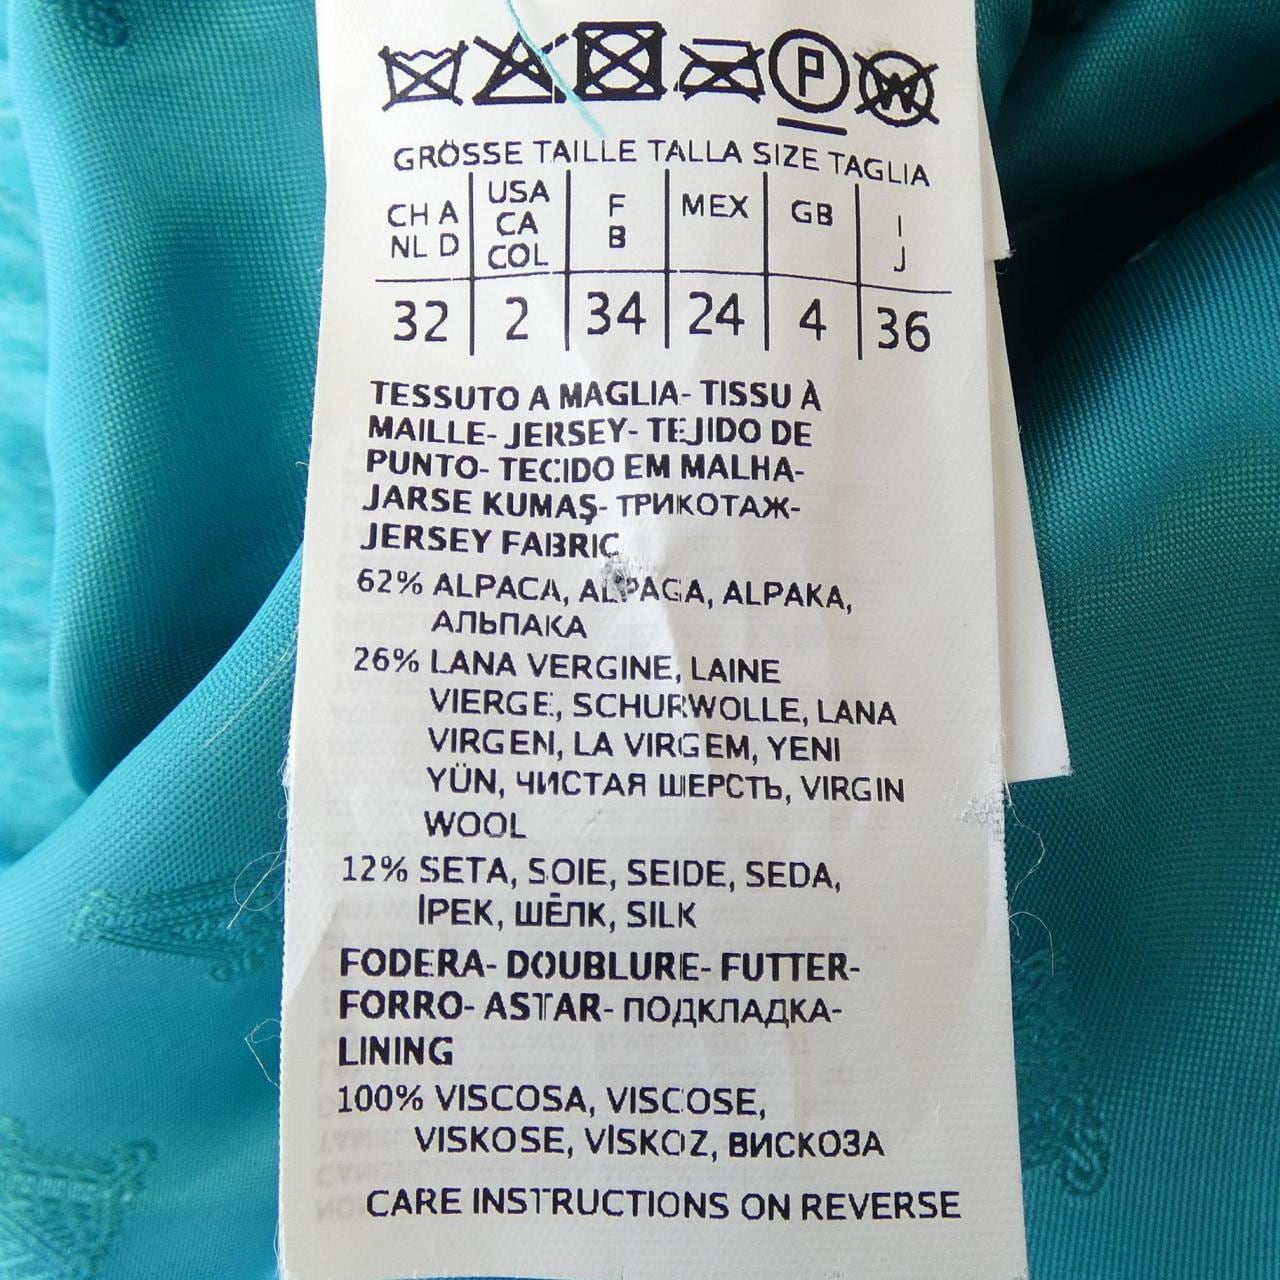 P W
GRÖSSE TAILLE TALLA SIZE TAGLIA
CH A NL D USA CA COL F B MEX GB I J
32 2 34 24 4 36
TESSUTO A MAGLIA- TISSU À
MAILLE- JERSEY- TEJIDO DE
PUNTO- TECIDO EM MALHA-
JARSE KUMAŞ- ТРИКОТАЖ-
JERSEY FABRIC
62% ALPACA, ALPAGA, ALPAKA,
АЛЬПАКА
26% LANA VERGINE, LAINE
VIERGE, SCHURWOLLE, LANA
VIRGEN, LA VIRGEM, YENI
YÜN, ЧИСТАЯ ШЕРСТЬ, VIRGIN
WOOL
12% SETA, SOIE, SEIDE, SEDA,
İPEK, ШЁЛК, SILK
FODERA- DOUBLURE- FUTTER-
FORRO- ASTAR- ПОДКЛАДКА-
LINING
100% VISCOSA, VISCOSE,
VISKOSE, VİSKOZ, ВИСКОЗА
CARE INSTRUCTIONS ON REVERSE